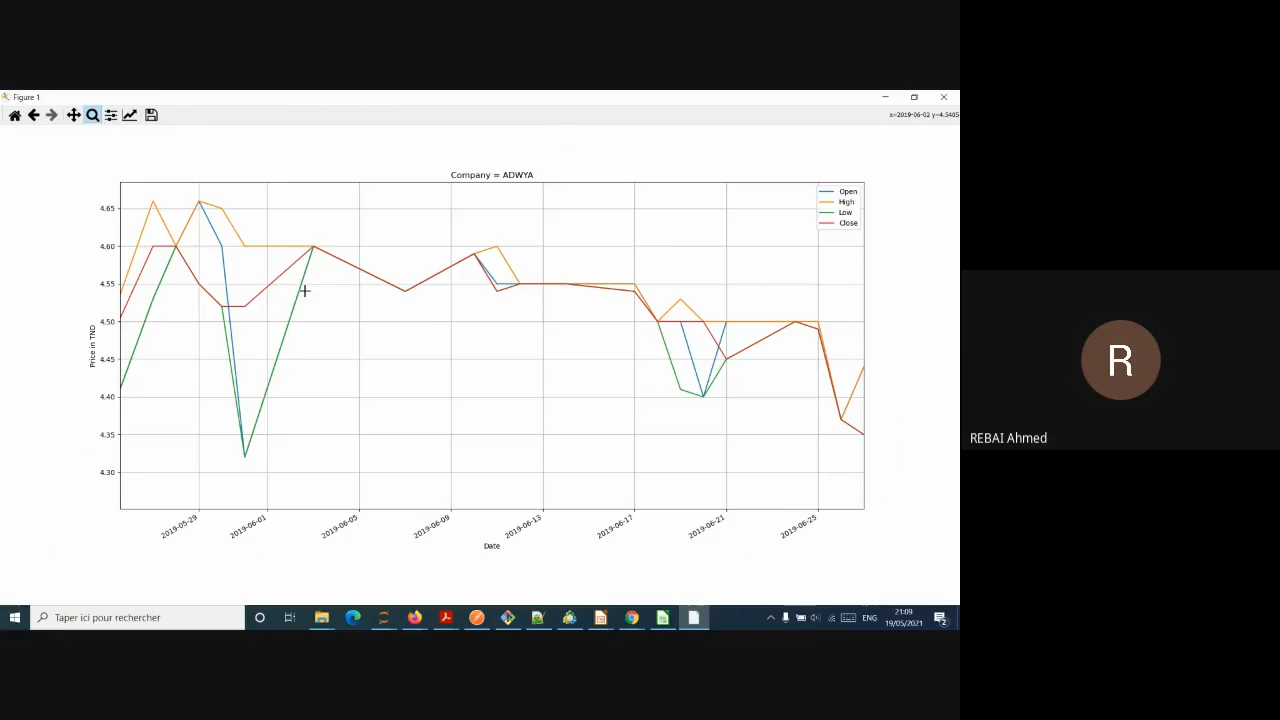 Figure 1
x=2019-06-02 y=4.5405
Company = ADWYA
Open
High
Low
Close
4.65
4.60
4.55
4.50
4.45
4.40
4.35
4.30
Price in TND
2019-05-29
2019-06-01
2019-06-05
2019-06-09
2019-06-13
2019-06-17
2019-06-21
2019-06-25
Date
R
REBAI Ahmed
Taper ici pour rechercher
ENG
21:09
19/05/2021
2